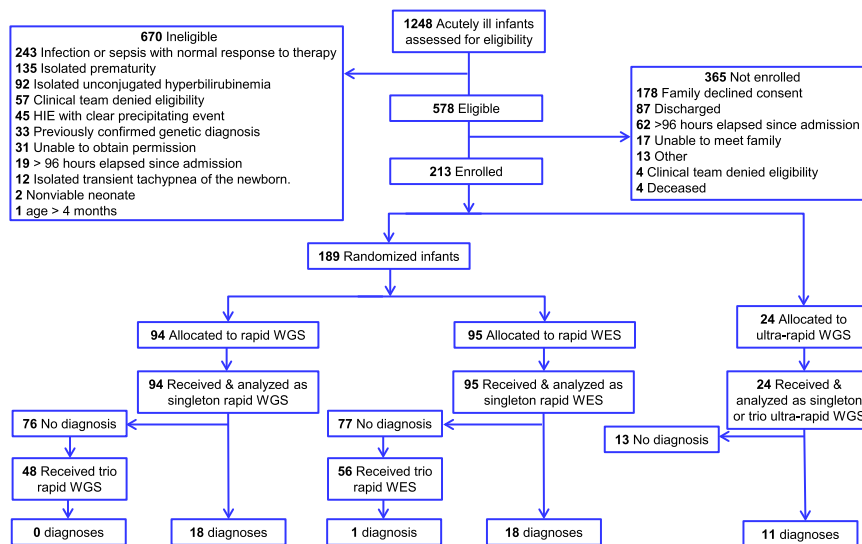 1248 Acutely ill infants
assessed for eligibility
670 Ineligible
243 Infection or sepsis with normal response to therapy
135 Isolated prematurity
92 Isolated unconjugated hyperbilirubinemia
57 Clinical team denied eligibility
45 HIE with clear precipitating event
33 Previously confirmed genetic diagnosis
31 Unable to obtain permission
19 > 96 hours elapsed since admission
12 Isolated transient tachypnea of the newborn.
2 Nonviable neonate
1 age > 4 months
578 Eligible
365 Not enrolled
178 Family declined consent
87 Discharged
62 >96 hours elapsed since admission
17 Unable to meet family
13 Other
4 Clinical team denied eligibility
4 Deceased
213 Enrolled
189 Randomized infants
94 Allocated to rapid WGS
95 Allocated to rapid WES
24 Allocated to
ultra-rapid WGS
94 Received & analyzed as
singleton rapid WGS
95 Received & analyzed as
singleton rapid WES
24 Received &
analyzed as singleton
or trio ultra-rapid WGS
76 No diagnosis
77 No diagnosis
13 No diagnosis
48 Received trio
rapid WGS
56 Received trio
rapid WES
0 diagnoses
18 diagnoses
1 diagnosis
18 diagnoses
11 diagnoses